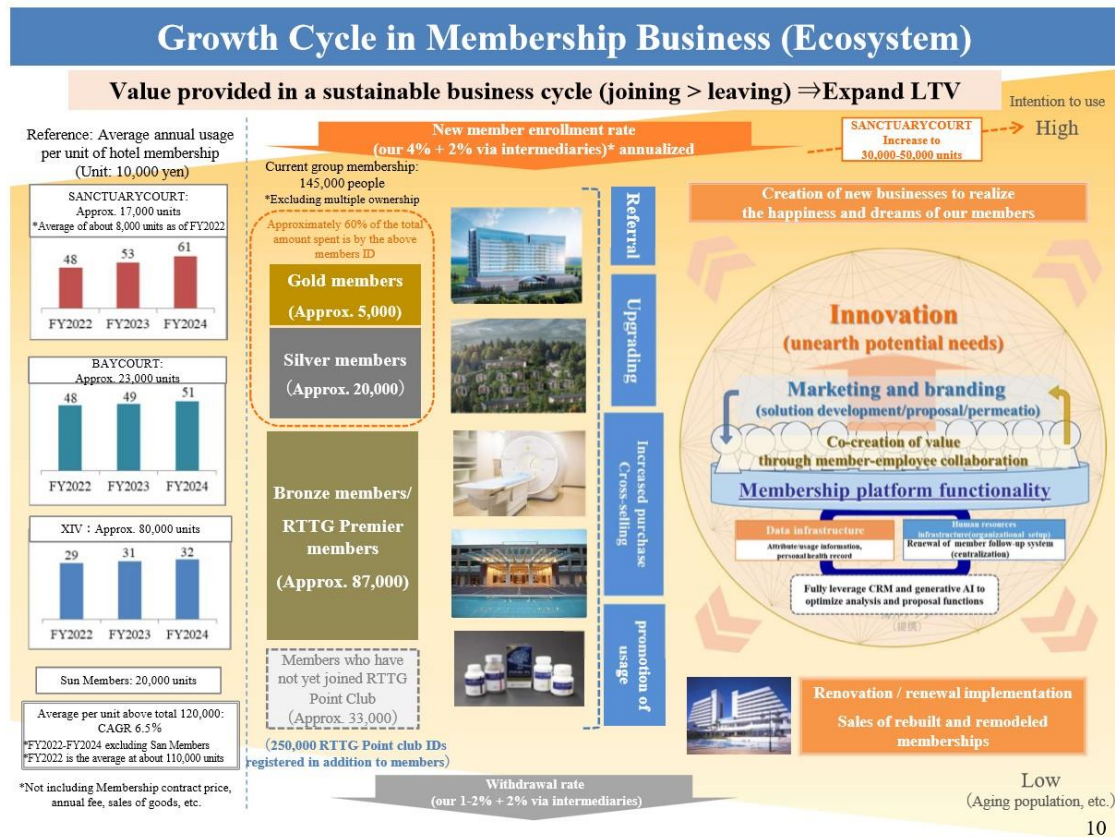 Growth Cycle in Membership Business (Ecosystem)
Value provided in a sustainable business cycle (joining > leaving) ⇒Expand LTV
Intention to use
High
Reference: Average annual usage
per unit of hotel membership
(Unit: 10,000 yen)
SANCTUARYCOURT:
Approx. 17,000 units
*Average of about 8,000 units as of FY2022
48
53
61
FY2022
FY2023
FY2024
BAYCOURT:
Approx. 23,000 units
48
49
51
FY2022
FY2023
FY2024
XIV：Approx. 80,000 units
29
31
32
FY2022
FY2023
FY2024
Sun Members: 20,000 units
Average per unit above total 120,000:
CAGR 6.5%
*FY2022-FY2024 excluding San Members
*FY2022 is the average at about 110,000 units
*Not including Membership contract price,
annual fee, sales of goods, etc.
New member enrollment rate
(our 4% + 2% via intermediaries)* annualized
Current group membership:
145,000 people
*Excluding multiple ownership
Approximately 60% of the total
amount spent is by the above
members ID
Gold members
(Approx. 5,000)
Silver members
（Approx. 20,000）
Bronze members/
RTTG Premier
members
(Approx. 87,000)
Members who have
not yet joined RTTG
Point Club
（Approx. 33,000）
（250,000 RTTG Point club IDs
registered in addition to members）
Withdrawal rate
(our 1-2% + 2% via intermediaries)
Referral
Upgrading
Increased purchase
Cross-selling
promotion of
usage
SANCTUARYCOURT
Increase to
30,000-50,000 units
Creation of new businesses to realize
the happiness and dreams of our members
Innovation
(unearth potential needs)
Marketing and branding
(solution development/proposal/permeatio)
Co-creation of value
through member-employee collaboration
Membership platform functionality
Data infrastructure
Attribute/usage information,
personal health record
Human resources
infrastructure(organizational setup)
Renewal of member follow-up system
(centralization)
Fully leverage CRM and generative AI to
optimize analysis and proposal functions
(提携)
Renovation / renewal implementation
Sales of rebuilt and remodeled
memberships
Low
(Aging population, etc.)
10